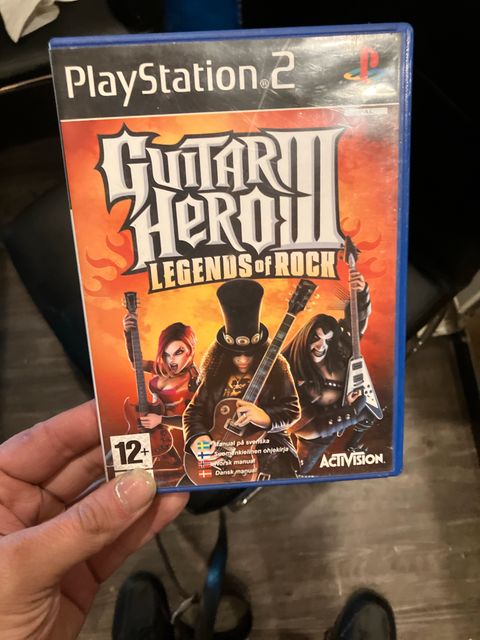 PlayStation®2
GUITAR
HERO III
LEGENDS of ROCK
12+
Manual på svenska
Suomenkielinen ohjekirja
Norsk manual
Dansk manual
ACTIVISION